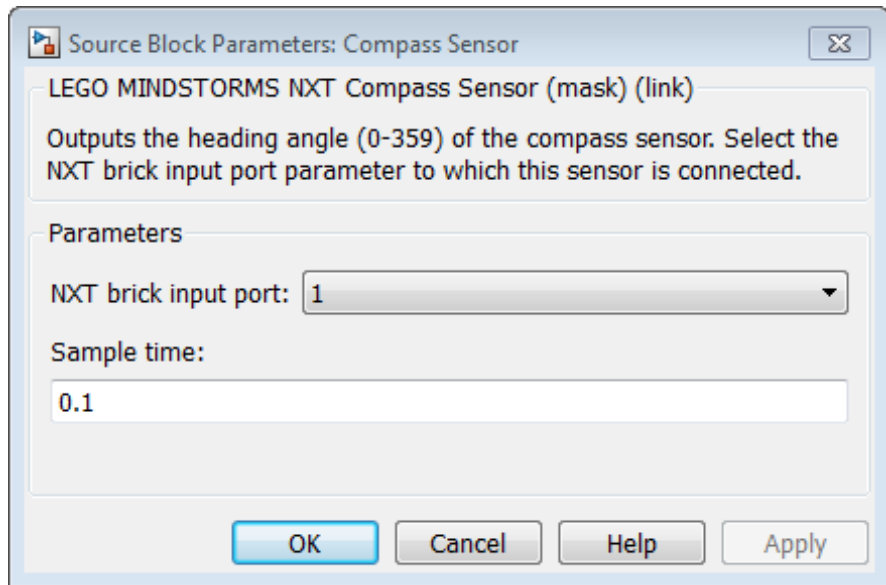 Source Block Parameters: Compass Sensor
LEGO MINDSTORMS NXT Compass Sensor (mask) (link)
Outputs the heading angle (0-359) of the compass sensor. Select the
NXT brick input port parameter to which this sensor is connected.
Parameters
NXT brick input port: 1
Sample time:
0.1
OK Cancel Help Apply